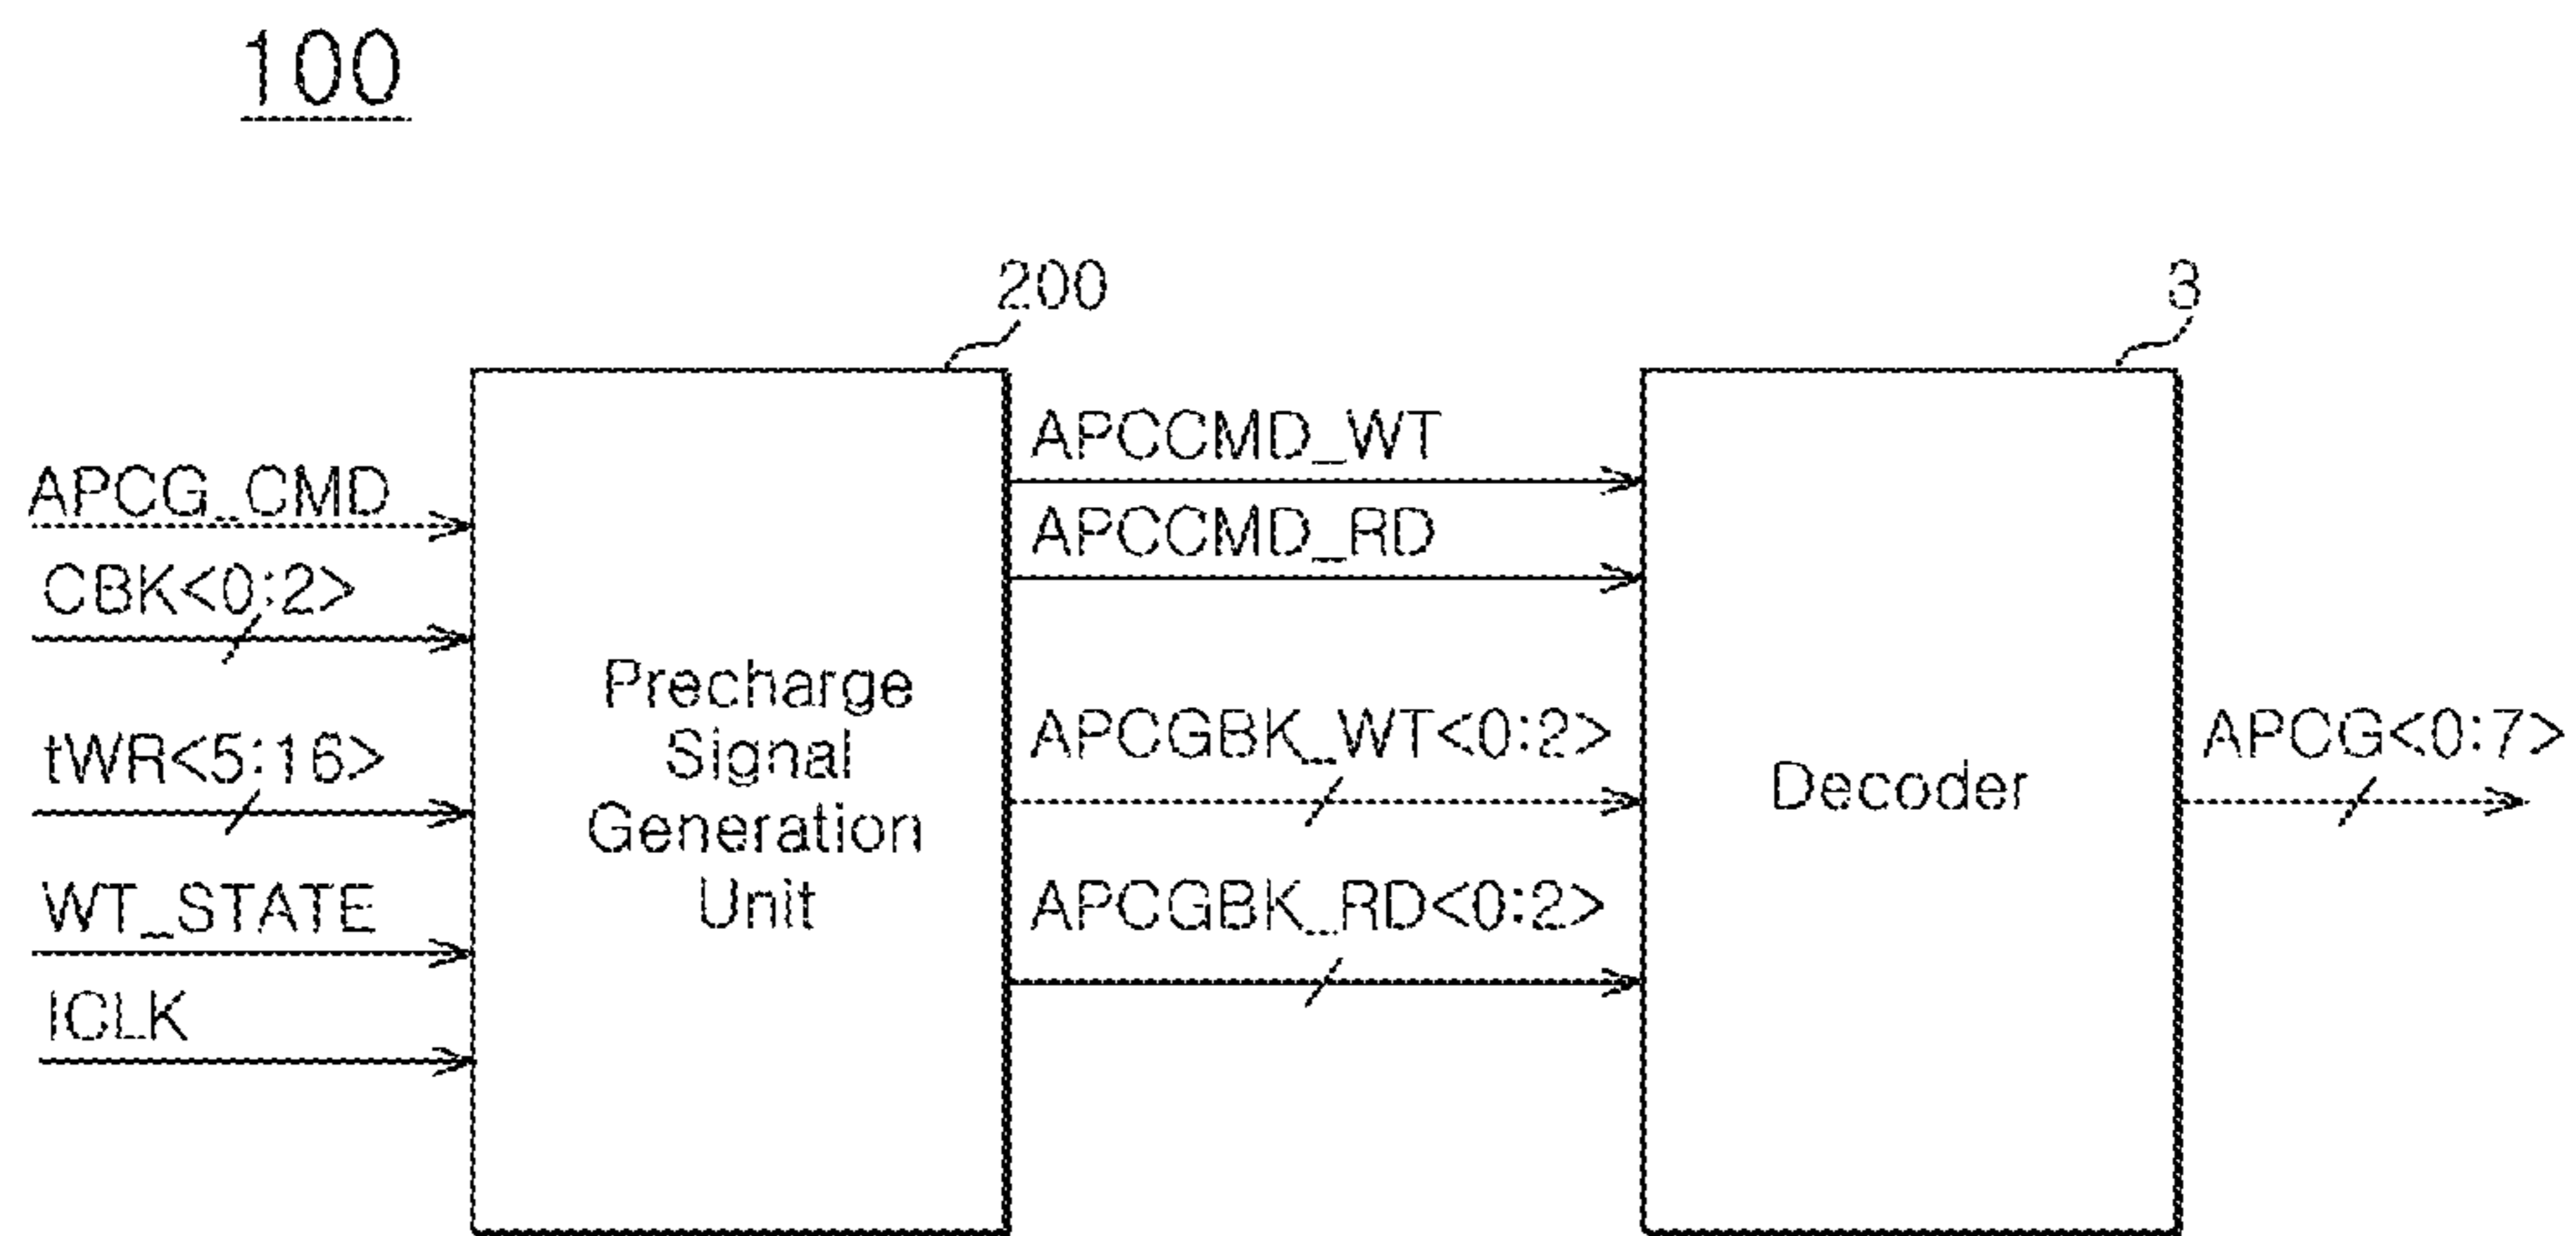 100
200
3
APCG_CMD
CBK<0:2>
tWR<5:16>
WT_STATE
ICLK
Precharge
Signal
Generation
Unit
APCCMD_WT
APCCMD_RD
APCGBK_WT<0:2>
APCGBK_RD<0:2>
Decoder
APCG<0:7>